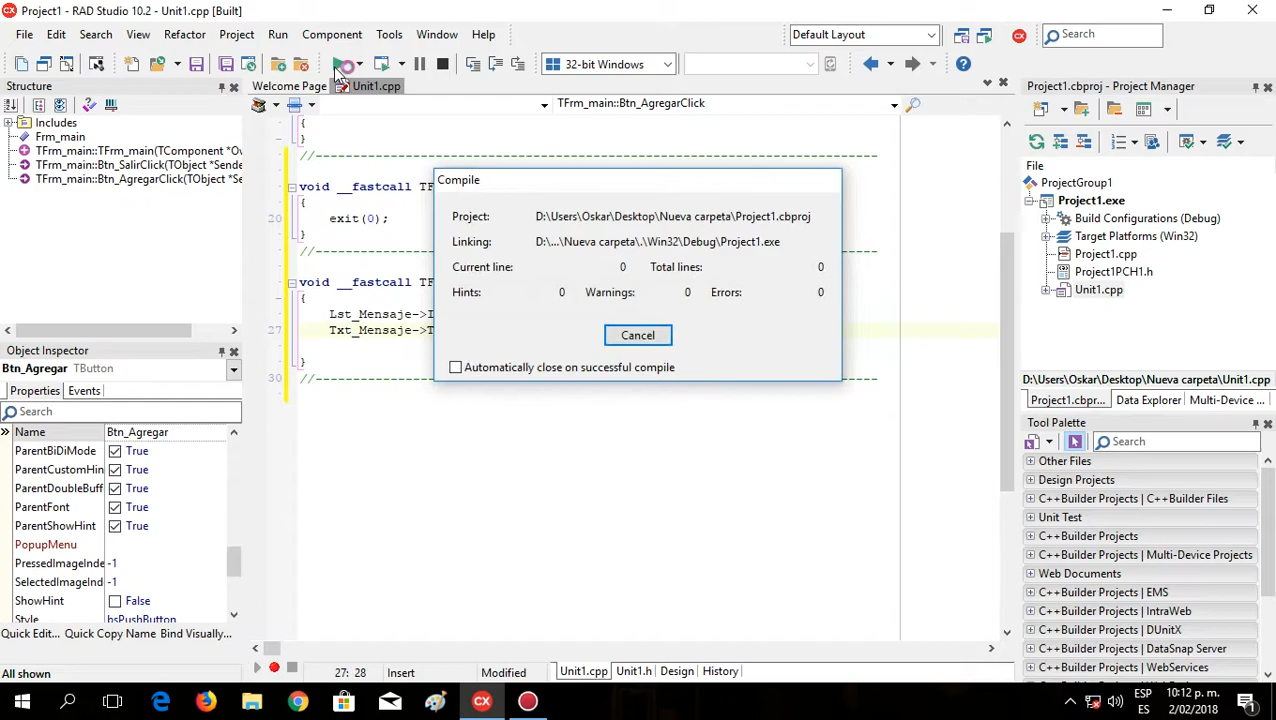 Project1 - RAD Studio 10.2 - Unit1.cpp [Built]
File Edit Search View Refactor Project Run Component Tools Window Help
Default Layout
Search
32-bit Windows
Structure
Welcome Page
Unit1.cpp
Project1.cbproj - Project Manager
TFrm_main::Btn_AgregarClick
Includes
Frm_main
TFrm_main::TFrm_main(TComponent *Ow
TFrm_main::Btn_SalirClick(TObject *Sende
TFrm_main::Btn_AgregarClick(TObject *Se
{
}
//
void __fastcall TF
{
20 exit(0);
}
//
void __fastcall TF
{
Lst_Mensaje->I
27 Txt_Mensaje->T
}
30 //
Compile
Project: D:\Users\Oskar\Desktop\Nueva carpeta\Project1.cbproj
Linking: D:\...\Nueva carpeta\.\Win32\Debug\Project1.exe
Current line: 0 Total lines: 0
Hints: 0 Warnings: 0 Errors: 0
Cancel
Automatically close on successful compile
File
ProjectGroup1
Project1.exe
Build Configurations (Debug)
Target Platforms (Win32)
Project1.cpp
Project1PCH1.h
Unit1.cpp
D:\Users\Oskar\Desktop\Nueva carpeta\Unit1.cpp
Project1.cbpr... Data Explorer Multi-Device ...
Object Inspector
Btn_Agregar TButton
Properties Events
Search
Name Btn_Agregar
ParentBiDiMode True
ParentCustomHin True
ParentDoubleBuff True
ParentFont True
ParentShowHint True
PopupMenu
PressedImageInde -1
SelectedImageInd -1
ShowHint False
Style bsPushButton
Quick Edit... Quick Copy Name Bind Visually...
All shown
Tool Palette
Search
Other Files
Design Projects
C++Builder Projects | C++Builder Files
Unit Test
C++Builder Projects
C++Builder Projects | Multi-Device Projects
Web Documents
C++Builder Projects | EMS
C++Builder Projects | IntraWeb
C++Builder Projects | DUnitX
C++Builder Projects | DataSnap Server
C++Builder Projects | WebServices
27: 28 Insert Modified
Unit1.cpp Unit1.h Design History
ESP
ES
10:12 p. m.
2/02/2018